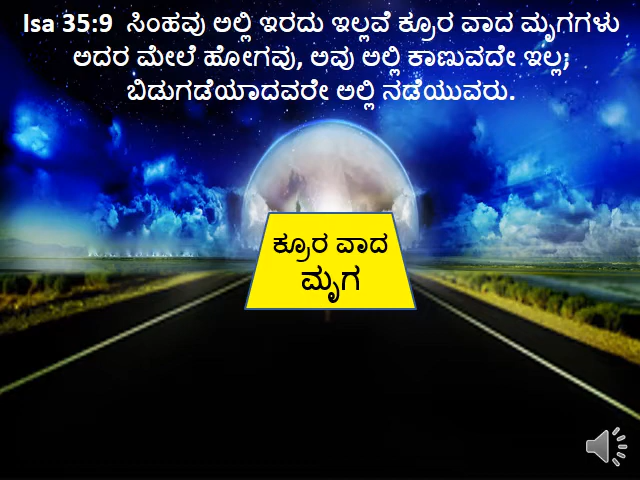 Isa 35:9 ಸಿಂಹವು ಅಲ್ಲಿ ಇರದು ಇಲ್ಲವೆ ಕ್ರೂರ ವಾದ ಮೃಗಗಳು
ಅದರ ಮೇಲೆ ಹೋಗವು, ಅವು ಅಲ್ಲಿ ಕಾಣುವದೇ ಇಲ್ಲ;
ಬಿಡುಗಡೆಯಾದವರೇ ಅಲ್ಲಿ ನಡೆಯುವರು.
ಕ್ರೂರ ವಾದ
ಮೃಗ